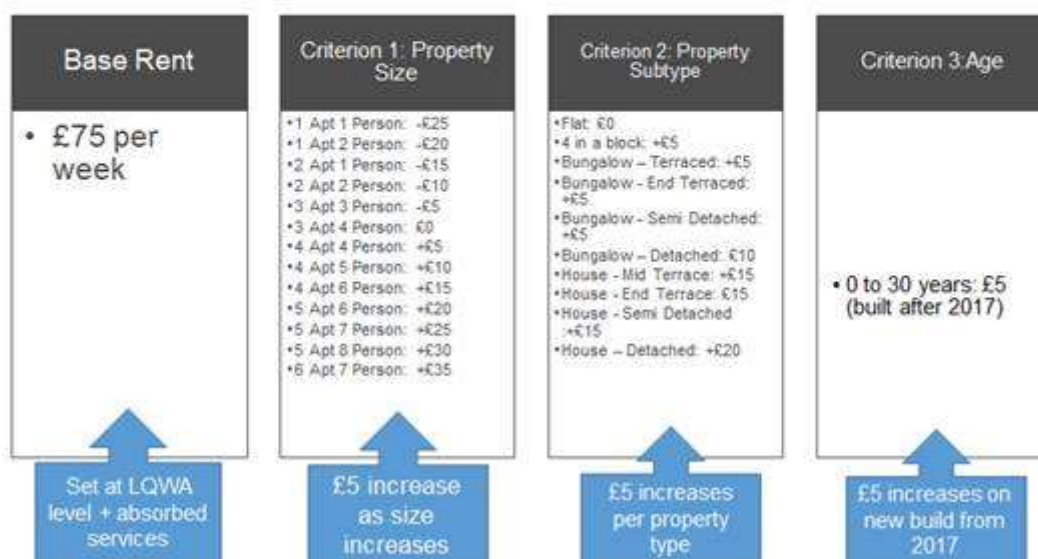 Base Rent
• £75 per
week
Set at LQWA
level + absorbed
services
Criterion 1: Property
Size
•1 Apt 1 Person: -£25
•1 Apt 2 Person: -£20
•2 Apt 1 Person: -£15
•2 Apt 2 Person: -£10
•3 Apt 3 Person: -£5
•3 Apt 4 Person: £0
•4 Apt 4 Person: +£5
•4 Apt 5 Person: +£10
•4 Apt 6 Person: +£15
•5 Apt 6 Person: +£20
•5 Apt 7 Person: +£25
•5 Apt 8 Person: +£30
•6 Apt 7 Person: +£35
£5 increase
as size
increases
Criterion 2: Property
Subtype
•Flat: £0
•4 in a block: +£5
•Bungalow – Terraced: +£5
•Bungalow - End Terraced:
+£5
•Bungalow - Semi Detached:
+£5
•Bungalow – Detached: £10
•House - Mid Terrace: +£15
•House - End Terrace: £15
•House - Semi Detached
:+£15
•House – Detached: +£20
£5 increases
per property
type
Criterion 3:Age
• 0 to 30 years: £5
(built after 2017)
£5 increases on
new build from
2017